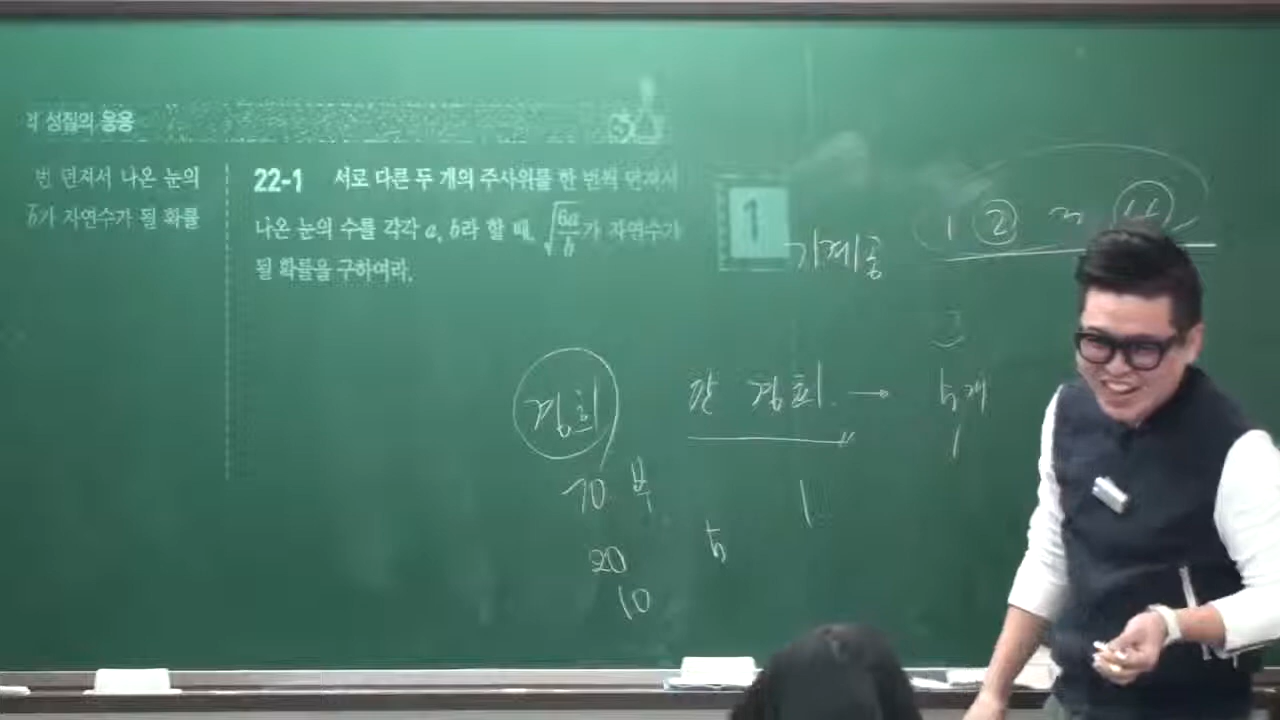 성질의 응용
번 던져서 나온 눈의
가 자연수가 될 확률
22-1 서로 다른 두 개의 주사위를 한 번씩 던져서
나온 눈의 수를 각각 a, b라 할 때, √(6a/b)가 자연수가
될 확률을 구하여라.
1
기계공
1 2 3 4
경희
간 경희. → 5개
70 부
20
10
5
1